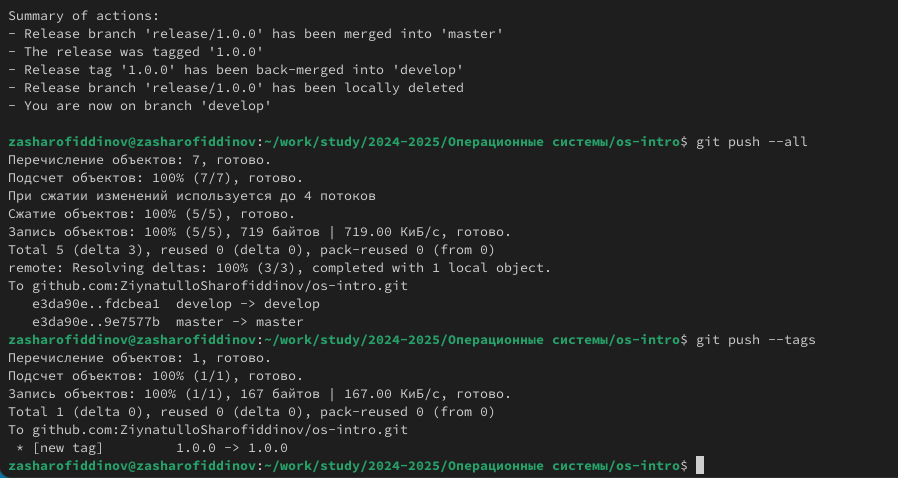 Summary of actions:
- Release branch 'release/1.0.0' has been merged into 'master'
- The release was tagged '1.0.0'
- Release tag '1.0.0' has been back-merged into 'develop'
- Release branch 'release/1.0.0' has been locally deleted
- You are now on branch 'develop'

zasharofiddinov@zasharofiddinov:~/work/study/2024-2025/Операционные системы/os-intro$ git push --all
Перечисление объектов: 7, готово.
Подсчет объектов: 100% (7/7), готово.
При сжатии изменений используется до 4 потоков
Сжатие объектов: 100% (5/5), готово.
Запись объектов: 100% (5/5), 719 байтов | 719.00 КиБ/с, готово.
Total 5 (delta 3), reused 0 (delta 0), pack-reused 0 (from 0)
remote: Resolving deltas: 100% (3/3), completed with 1 local object.
To github.com:ZiynatulloSharofiddinov/os-intro.git
   e3da90e..fdcbea1  develop -> develop
   e3da90e..9e7577b  master -> master
zasharofiddinov@zasharofiddinov:~/work/study/2024-2025/Операционные системы/os-intro$ git push --tags
Перечисление объектов: 1, готово.
Подсчет объектов: 100% (1/1), готово.
Запись объектов: 100% (1/1), 167 байтов | 167.00 КиБ/с, готово.
Total 1 (delta 0), reused 0 (delta 0), pack-reused 0 (from 0)
To github.com:ZiynatulloSharofiddinov/os-intro.git
 * [new tag]         1.0.0 -> 1.0.0
zasharofiddinov@zasharofiddinov:~/work/study/2024-2025/Операционные системы/os-intro$